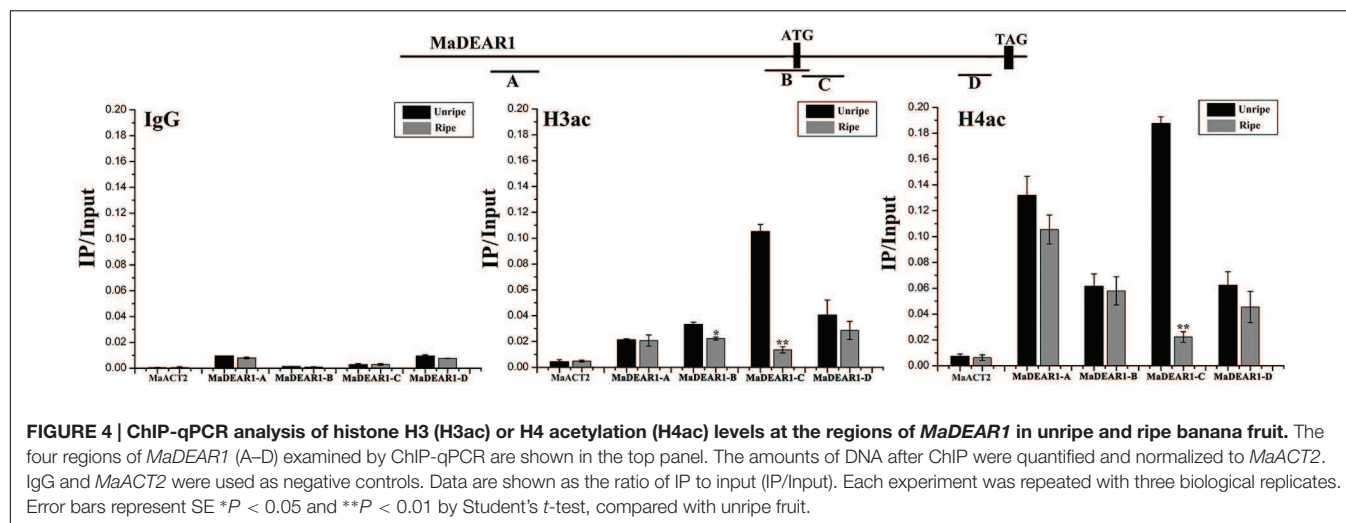 MaDEAR1
ATG
TAG
A
B
C
D
IgG
Unripe
Ripe
IP/Input
0.20
0.18
0.16
0.14
0.12
0.10
0.08
0.06
0.04
0.02
0.00
MaACT2 MaDEAR1-A MaDEAR1-B MaDEAR1-C MaDEAR1-D
H3ac
Unripe
Ripe
IP/Input
0.20
0.18
0.16
0.14
0.12
0.10
0.08
0.06
0.04
0.02
0.00
*
**
MaACT2 MaDEAR1-A MaDEAR1-B MaDEAR1-C MaDEAR1-D
H4ac
Unripe
Ripe
IP/Input
0.20
0.18
0.16
0.14
0.12
0.10
0.08
0.06
0.04
0.02
0.00
**
MaACT2 MaDEAR1-A MaDEAR1-B MaDEAR1-C MaDEAR1-D
FIGURE 4 | ChIP-qPCR analysis of histone H3 (H3ac) or H4 acetylation (H4ac) levels at the regions of MaDEAR1 in unripe and ripe banana fruit. The
four regions of MaDEAR1 (A–D) examined by ChIP-qPCR are shown in the top panel. The amounts of DNA after ChIP were quantified and normalized to MaACT2.
IgG and MaACT2 were used as negative controls. Data are shown as the ratio of IP to input (IP/Input). Each experiment was repeated with three biological replicates.
Error bars represent SE *P < 0.05 and **P < 0.01 by Student's t-test, compared with unripe fruit.